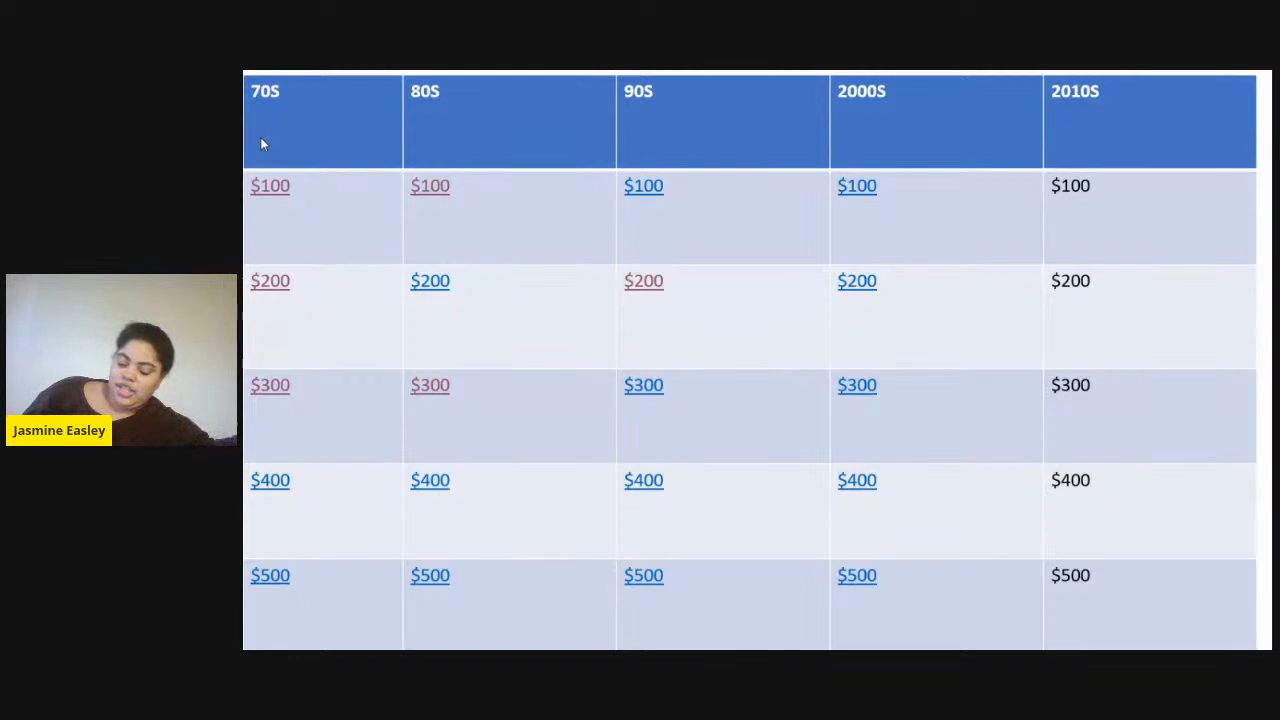 70S 80S 90S 2000S 2010S
$100 $100 $100 $100 $100
$200 $200 $200 $200 $200
$300 $300 $300 $300 $300
Jasmine Easley
$400 $400 $400 $400 $400
$500 $500 $500 $500 $500